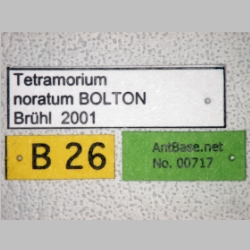 Tetramorium
noratum BOLTON
Brühl 2001
B 26
AntBase.net
No. 00717